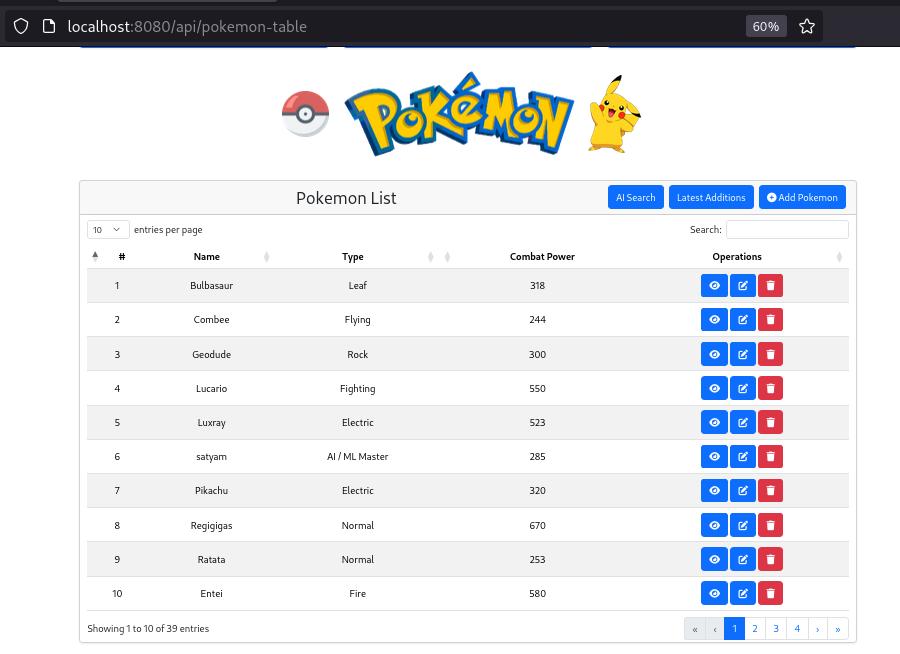 localhost:8080/api/pokemon-table 60%
POKéMON
Pokemon List AI Search Latest Additions Add Pokemon
10 entries per page Search:
# Name Type Combat Power Operations
1 Bulbasaur Leaf 318
2 Combee Flying 244
3 Geodude Rock 300
4 Lucario Fighting 550
5 Luxray Electric 523
6 satyam AI / ML Master 285
7 Pikachu Electric 320
8 Regigigas Normal 670
9 Ratata Normal 253
10 Entei Fire 580
Showing 1 to 10 of 39 entries « ‹ 1 2 3 4 › »